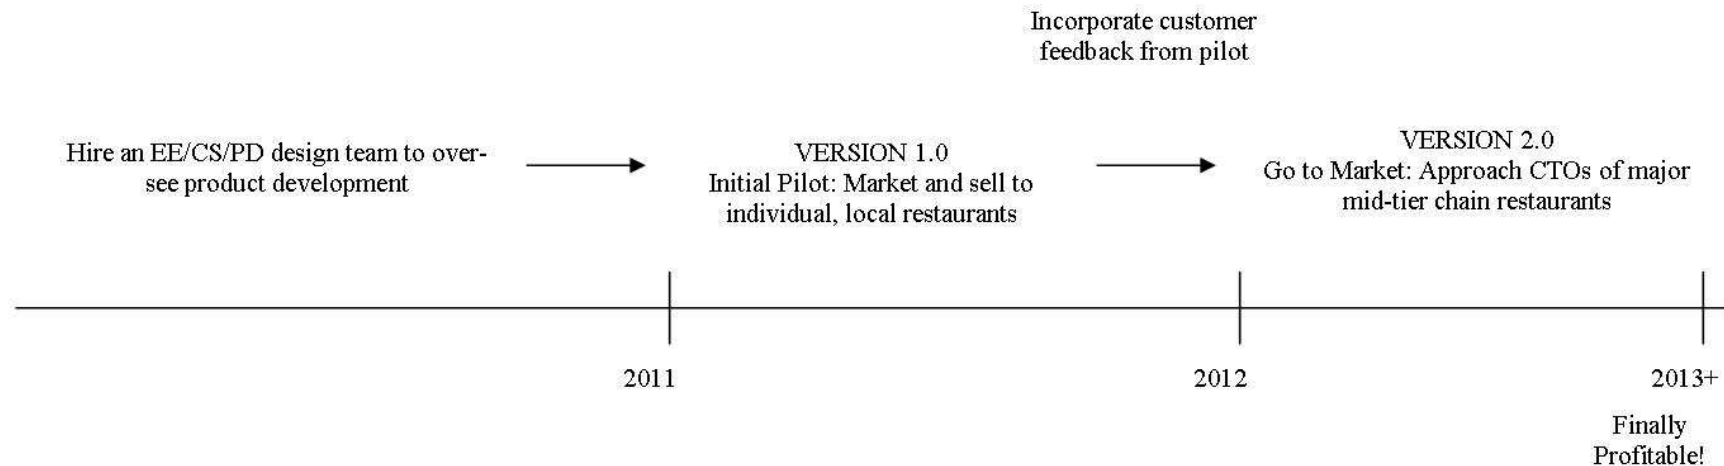 Incorporate customer
feedback from pilot
Hire an EE/CS/PD design team to over-
see product development
VERSION 1.0
Initial Pilot: Market and sell to
individual, local restaurants
VERSION 2.0
Go to Market: Approach CTOs of major
mid-tier chain restaurants
2011
2012
2013+
Finally
Profitable!